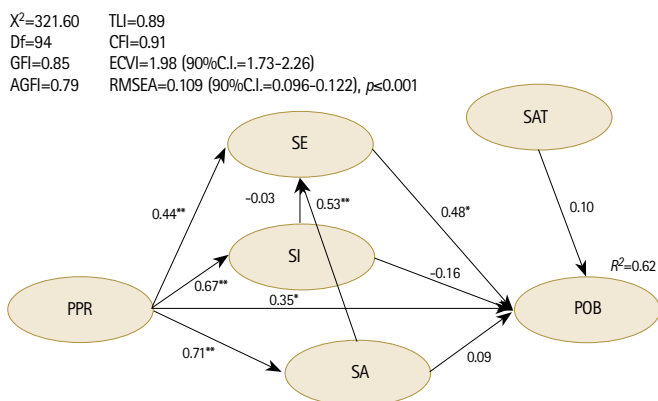 X²=321.60 TLI=0.89
Df=94 CFI=0.91
GFI=0.85 ECVI=1.98 (90%C.I.=1.73-2.26)
AGFI=0.79 RMSEA=0.109 (90%C.I.=0.096-0.122), p≤0.001
SAT
SE
-0.03
0.53**
0.44**
0.48*
0.10
SI
-0.16
R²=0.62
0.67**
PPR
0.35*
POB
0.71**
0.09
SA